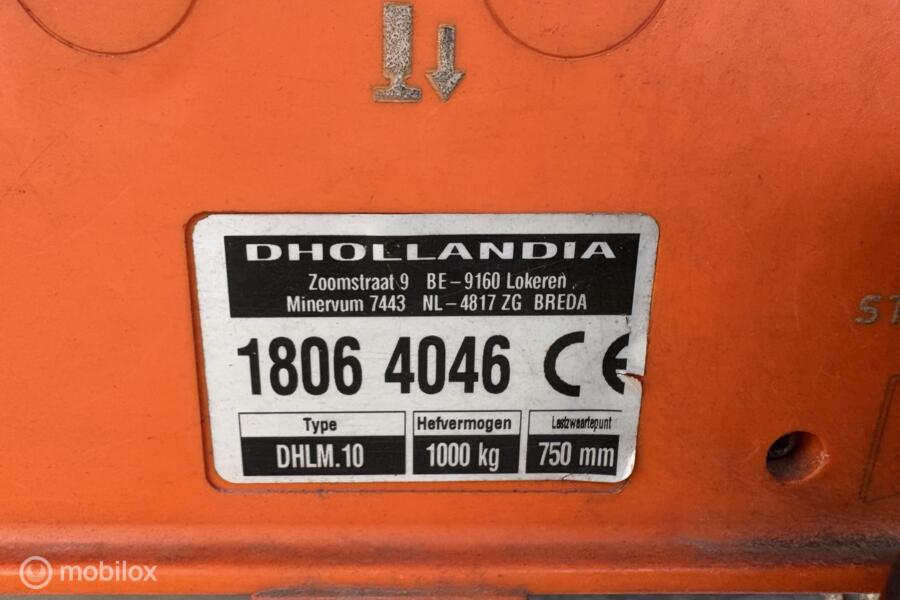 DHOLLANDIA
Zoomstraat 9 BE-9160 Lokeren
Minervum 7443 NL-4817 ZG BREDA
1806 4046 CE
Type Hefvermogen Lastzwaartepunt
DHLM.10 1000 kg 750 mm
ST
mobilox